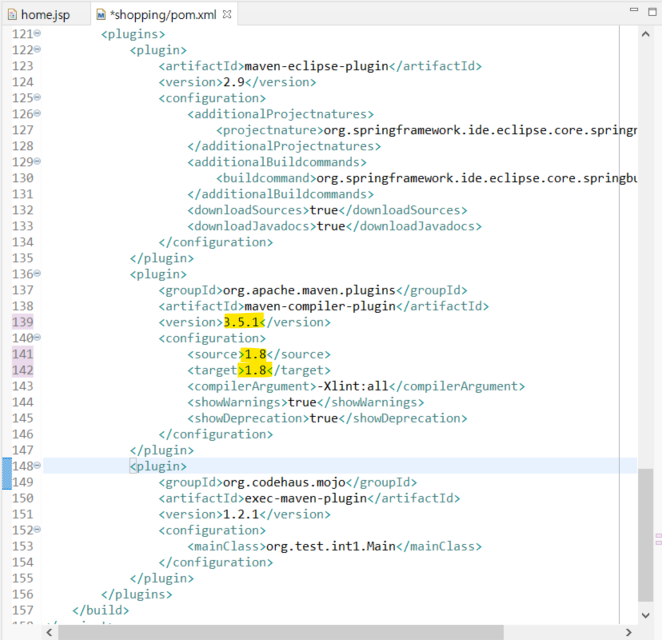 home.jsp
*shopping/pom.xml
121 <plugins>
122 <plugin>
123 <artifactId>maven-eclipse-plugin</artifactId>
124 <version>2.9</version>
125 <configuration>
126 <additionalProjectnatures>
127 <projectnature>org.springframework.ide.eclipse.core.springn
128 </additionalProjectnatures>
129 <additionalBuildcommands>
130 <buildcommand>org.springframework.ide.eclipse.core.springbu
131 </additionalBuildcommands>
132 <downloadSources>true</downloadSources>
133 <downloadJavadocs>true</downloadJavadocs>
134 </configuration>
135 </plugin>
136 <plugin>
137 <groupId>org.apache.maven.plugins</groupId>
138 <artifactId>maven-compiler-plugin</artifactId>
139 <version>3.5.1</version>
140 <configuration>
141 <source>1.8</source>
142 <target>1.8</target>
143 <compilerArgument>-Xlint:all</compilerArgument>
144 <showWarnings>true</showWarnings>
145 <showDeprecation>true</showDeprecation>
146 </configuration>
147 </plugin>
148 <plugin>
149 <groupId>org.codehaus.mojo</groupId>
150 <artifactId>exec-maven-plugin</artifactId>
151 <version>1.2.1</version>
152 <configuration>
153 <mainClass>org.test.int1.Main</mainClass>
154 </configuration>
155 </plugin>
156 </plugins>
157 </build>